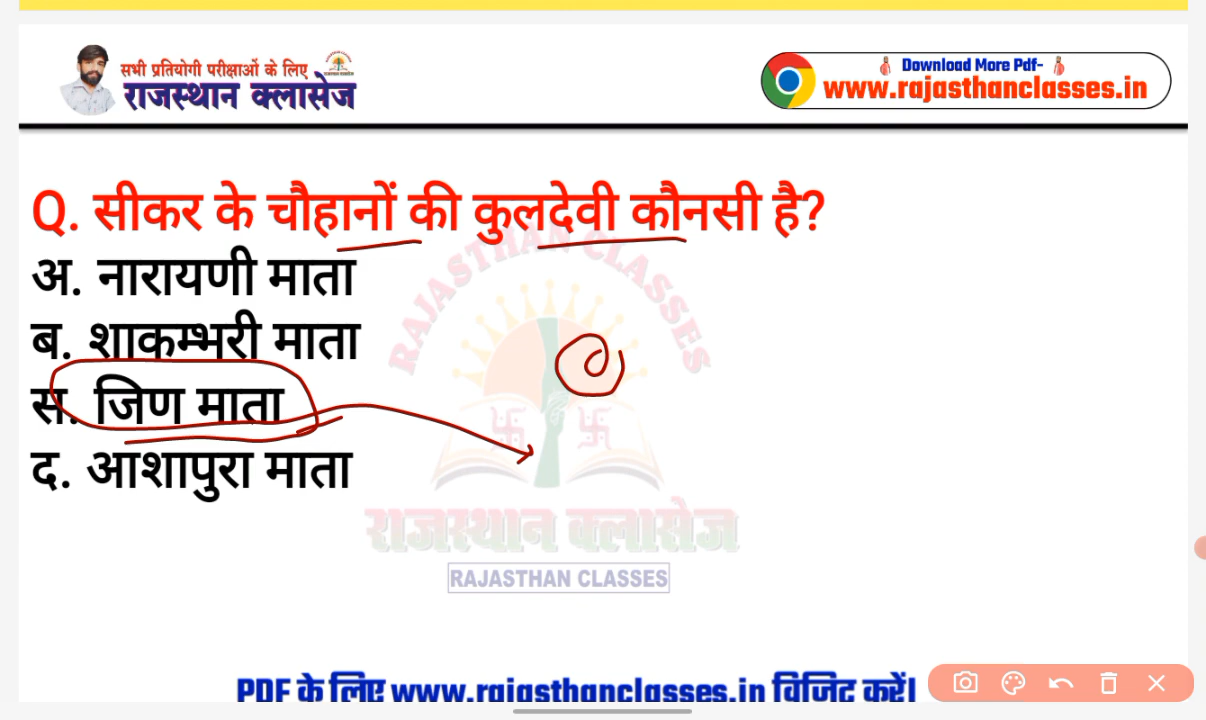 सभी प्रतियोगी परीक्षाओं के लिए
राजस्थान क्लासेज
Download More Pdf-
www.rajasthanclasses.in
Q. सीकर के चौहानों की कुलदेवी कौनसी है?
अ. नारायणी माता
ब. शाकम्भरी माता
स. जिण माता
द. आशापुरा माता
RAJASTHAN CLASSES
राजस्थान क्लासेज
RAJASTHAN CLASSES
PDF के लिए www.rajasthanclasses.in विजिट करें।